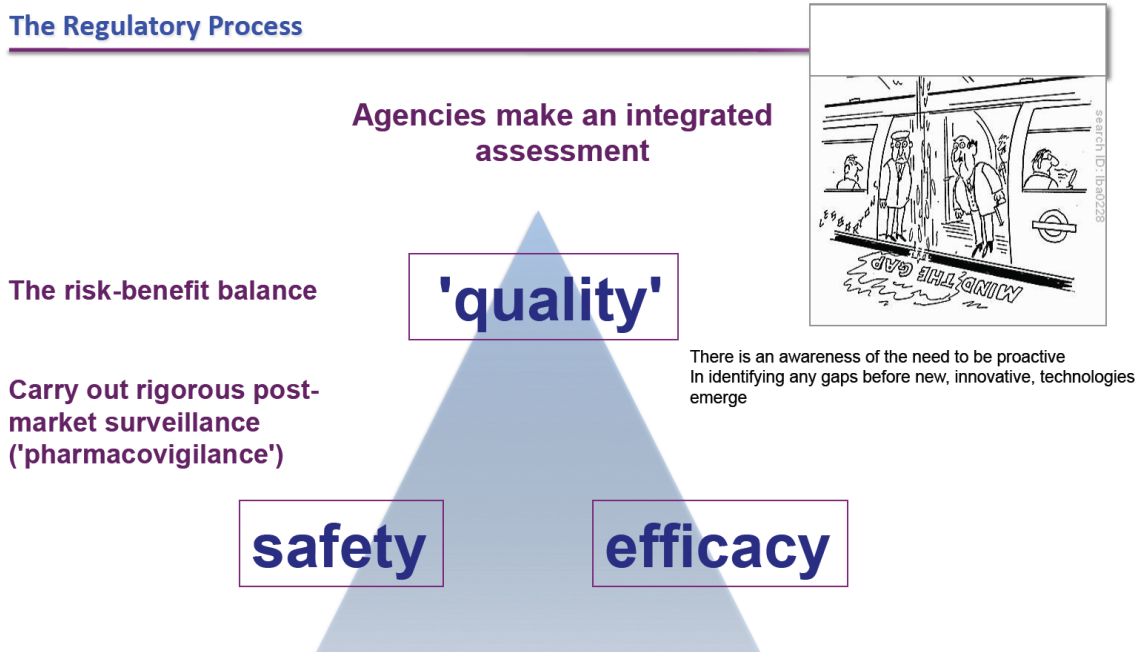 The Regulatory Process
Agencies make an integrated
assessment
search ID: lba0228
MIND THE GAP
The risk-benefit balance
'quality'
There is an awareness of the need to be proactive
In identifying any gaps before new, innovative, technologies
emerge
Carry out rigorous post-
market surveillance
('pharmacovigilance')
safety
efficacy